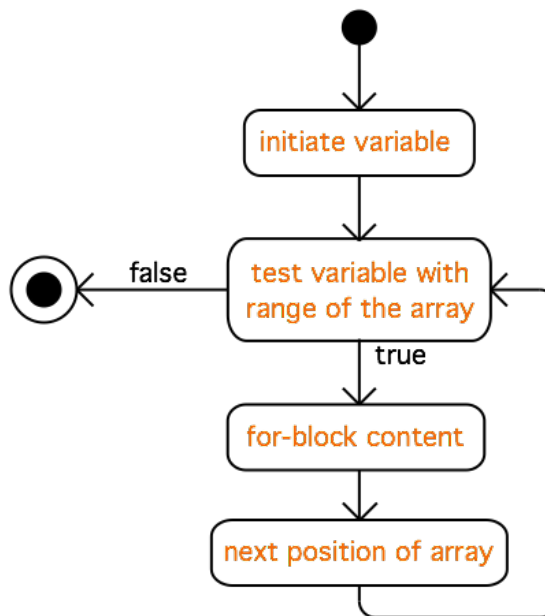 initiate variable
false
test variable with
range of the array
true
for-block content
next position of array